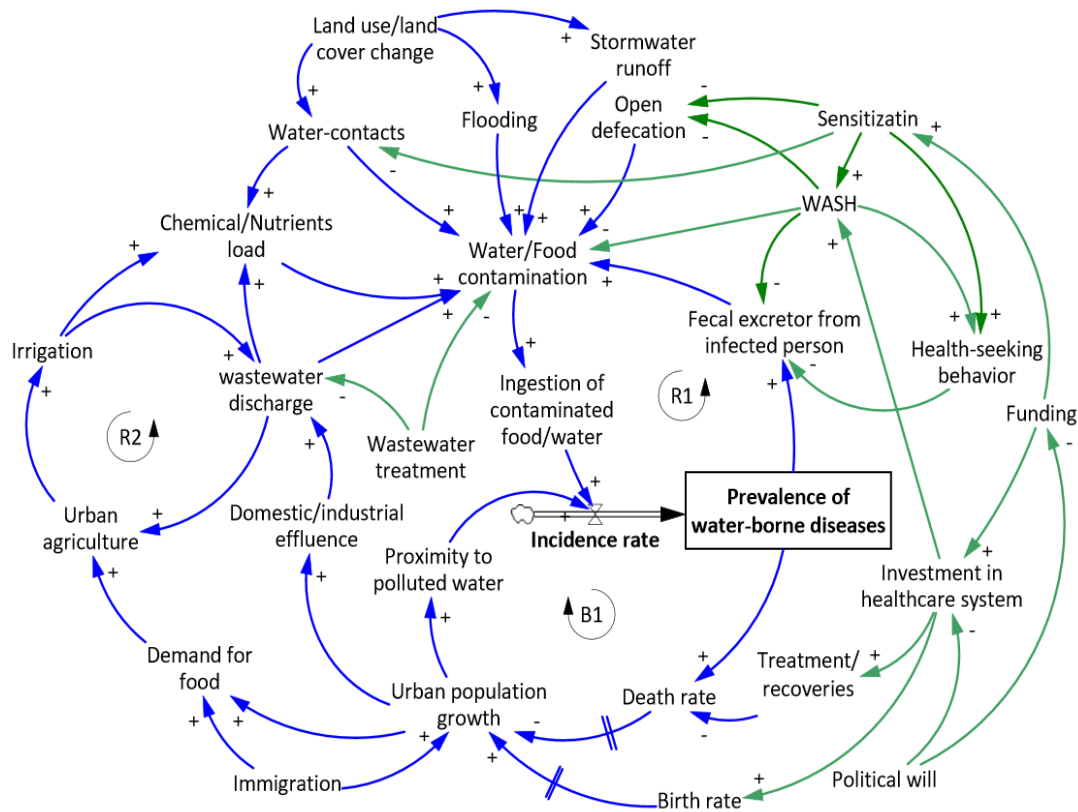 Land use/land
cover change
Stormwater
runoff
Open
defecation
Sensitizatin
Flooding
Water-contacts
WASH
Chemical/Nutrients
load
Water/Food
contamination
Irrigation
Fecal excretor from
infected person
Health-seeking
behavior
wastewater
discharge
Ingestion of
contaminated
food/water
R1
Funding
R2
Wastewater
treatment
Urban
agriculture
Domestic/industrial
effluence
Proximity to
polluted water
Incidence rate
Prevalence of
water-borne diseases
Investment in
healthcare system
B1
Demand for
food
Urban population
growth
Death rate
Treatment/
recoveries
Immigration
Birth rate
Political will